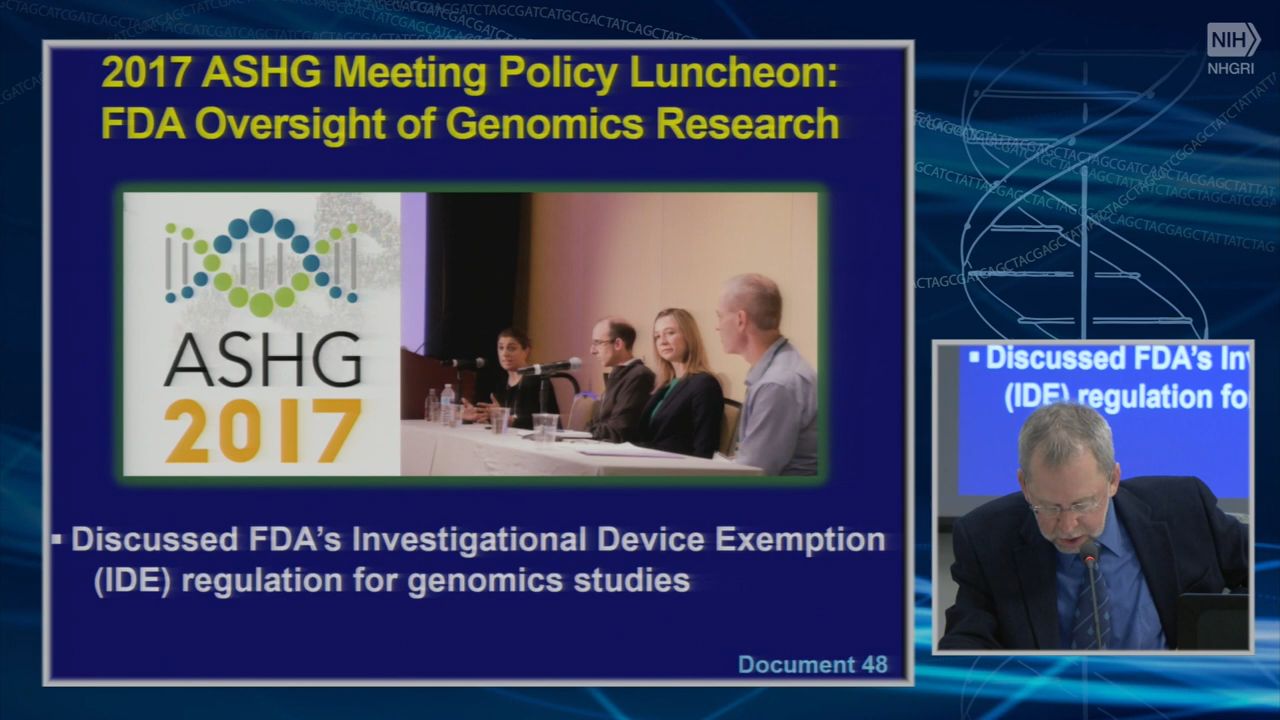 NIH
NHGRI
2017 ASHG Meeting Policy Luncheon:
FDA Oversight of Genomics Research
ASHG
2017
▪ Discussed FDA's Investigational Device Exemption
(IDE) regulation for genomics studies
Document 48
▪ Discussed FDA's Inv
(IDE) regulation fo